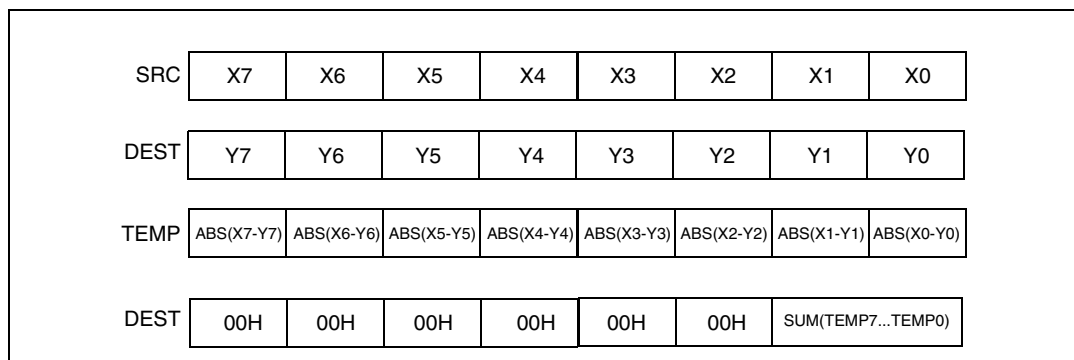 SRC X7 X6 X5 X4 X3 X2 X1 X0
DEST Y7 Y6 Y5 Y4 Y3 Y2 Y1 Y0
TEMP ABS(X7-Y7) ABS(X6-Y6) ABS(X5-Y5) ABS(X4-Y4) ABS(X3-Y3) ABS(X2-Y2) ABS(X1-Y1) ABS(X0-Y0)
DEST 00H 00H 00H 00H 00H 00H SUM(TEMP7...TEMP0)